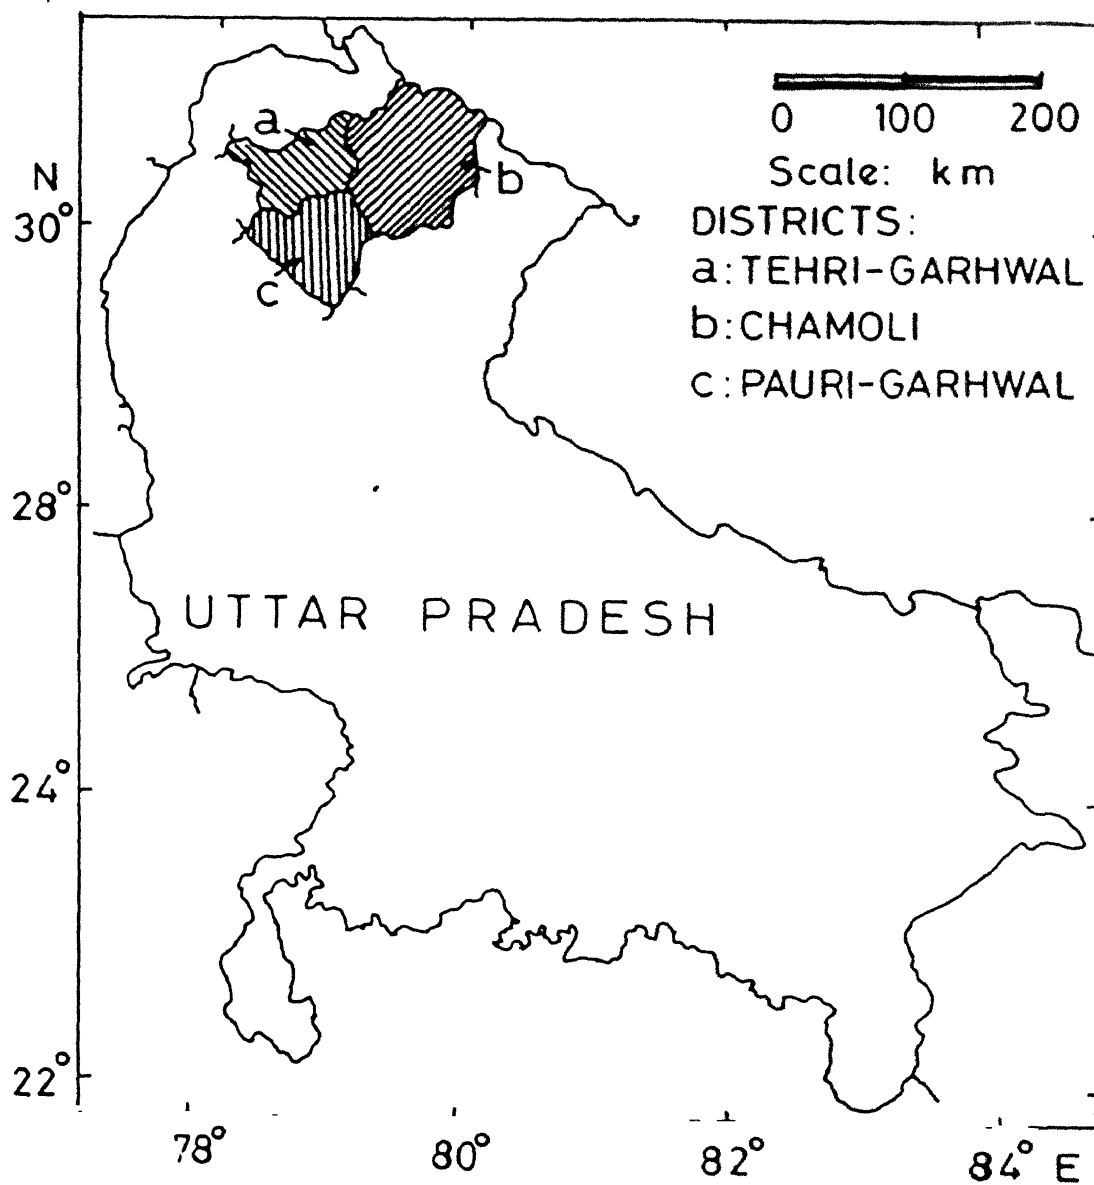 a
0 100 200
Scale: km
N
b
30°
DISTRICTS:
a:TEHRI-GARHWAL
c
b:CHAMOLI
c:PAURI-GARHWAL
28°
UTTAR PRADESH
24°
22°
78° 80° 82° 84° E